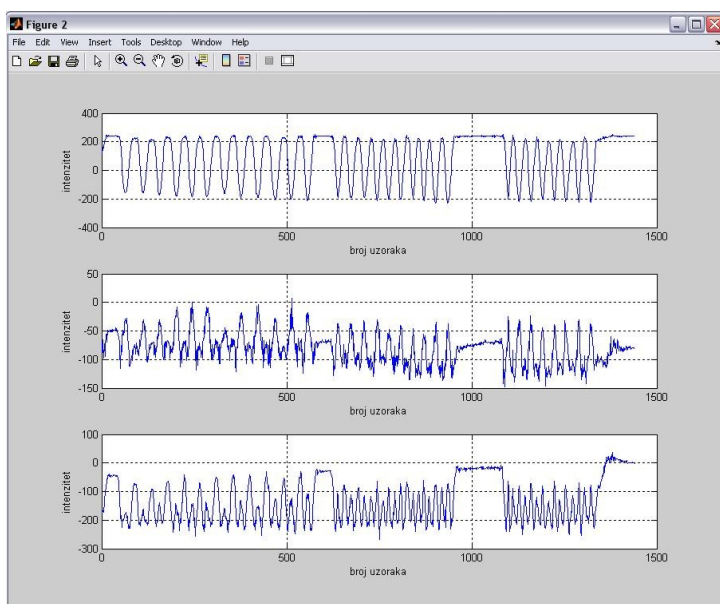 Figure 2
File Edit View Insert Tools Desktop Window Help
400
200
0
-200
-400
intenzitet
0 500 1000 1500
broj uzoraka
50
0
-50
-100
-150
intenzitet
0 500 1000 1500
broj uzoraka
100
0
-100
-200
-300
intenzitet
0 500 1000 1500
broj uzoraka